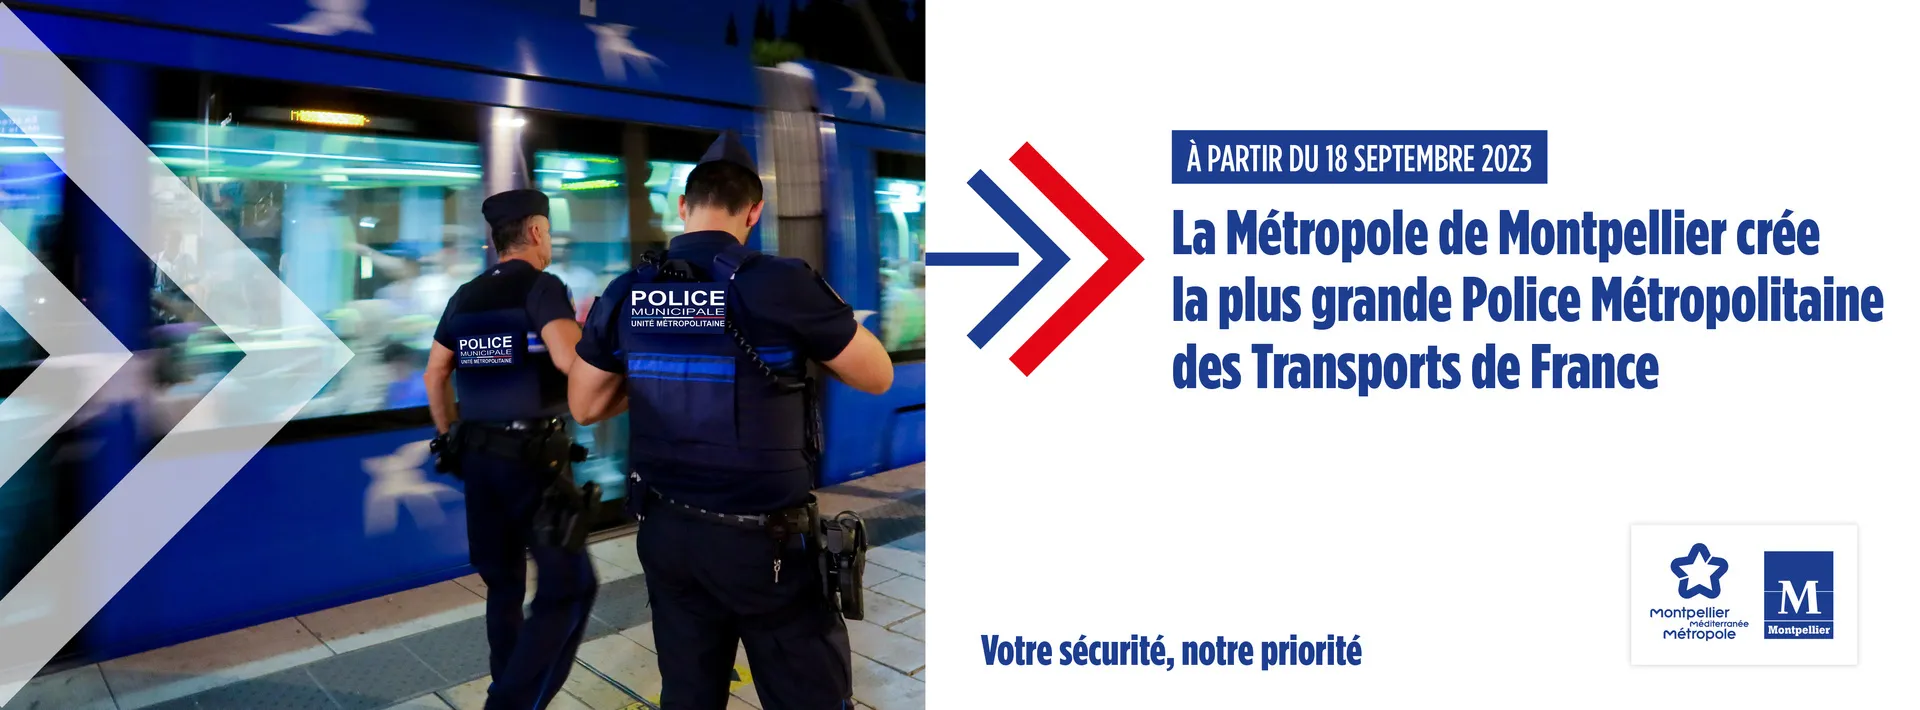 POLICE
MUNICIPALE
UNITÉ MÉTROPOLITAINE
POLICE
MUNICIPALE
UNITÉ MÉTROPOLITAINE
À PARTIR DU 18 SEPTEMBRE 2023
La Métropole de Montpellier crée
la plus grande Police Métropolitaine
des Transports de France
Votre sécurité, notre priorité
montpellier
méditerranée
métropole
M
Montpellier